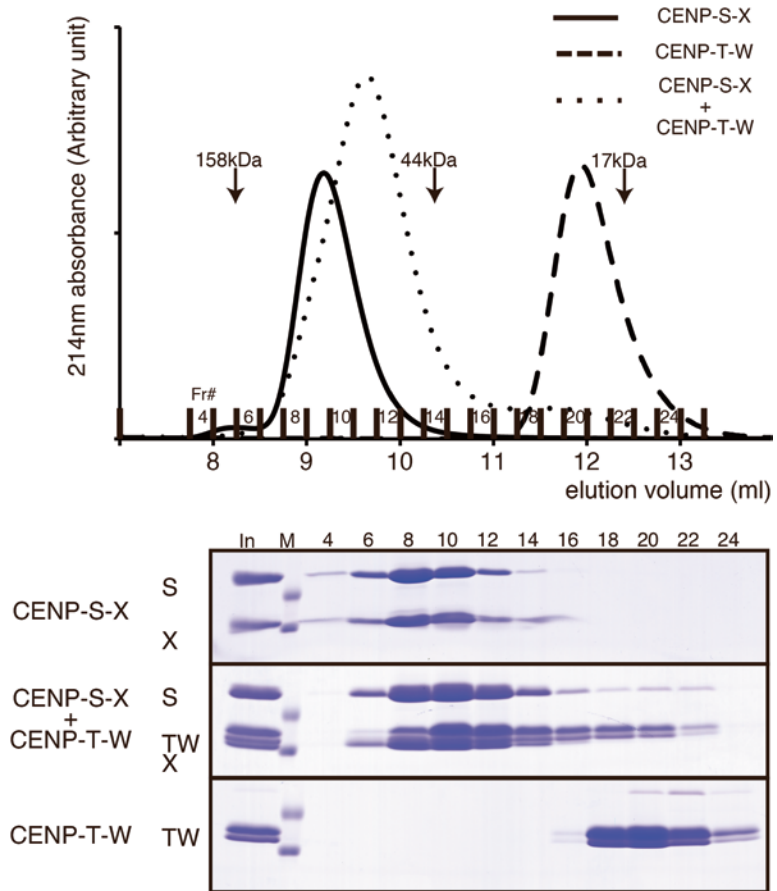 CENP-S-X
CENP-T-W
CENP-S-X
+
CENP-T-W
214nm absorbance (Arbitrary unit)
158kDa
44kDa
17kDa
Fr#
4 6 8 10 12 14 16 18 20 22 24
8 9 10 11 12 13
elution volume (ml)
In M 4 6 8 10 12 14 16 18 20 22 24
CENP-S-X
S
X
CENP-S-X
+
CENP-T-W
S
TW
X
CENP-T-W
TW